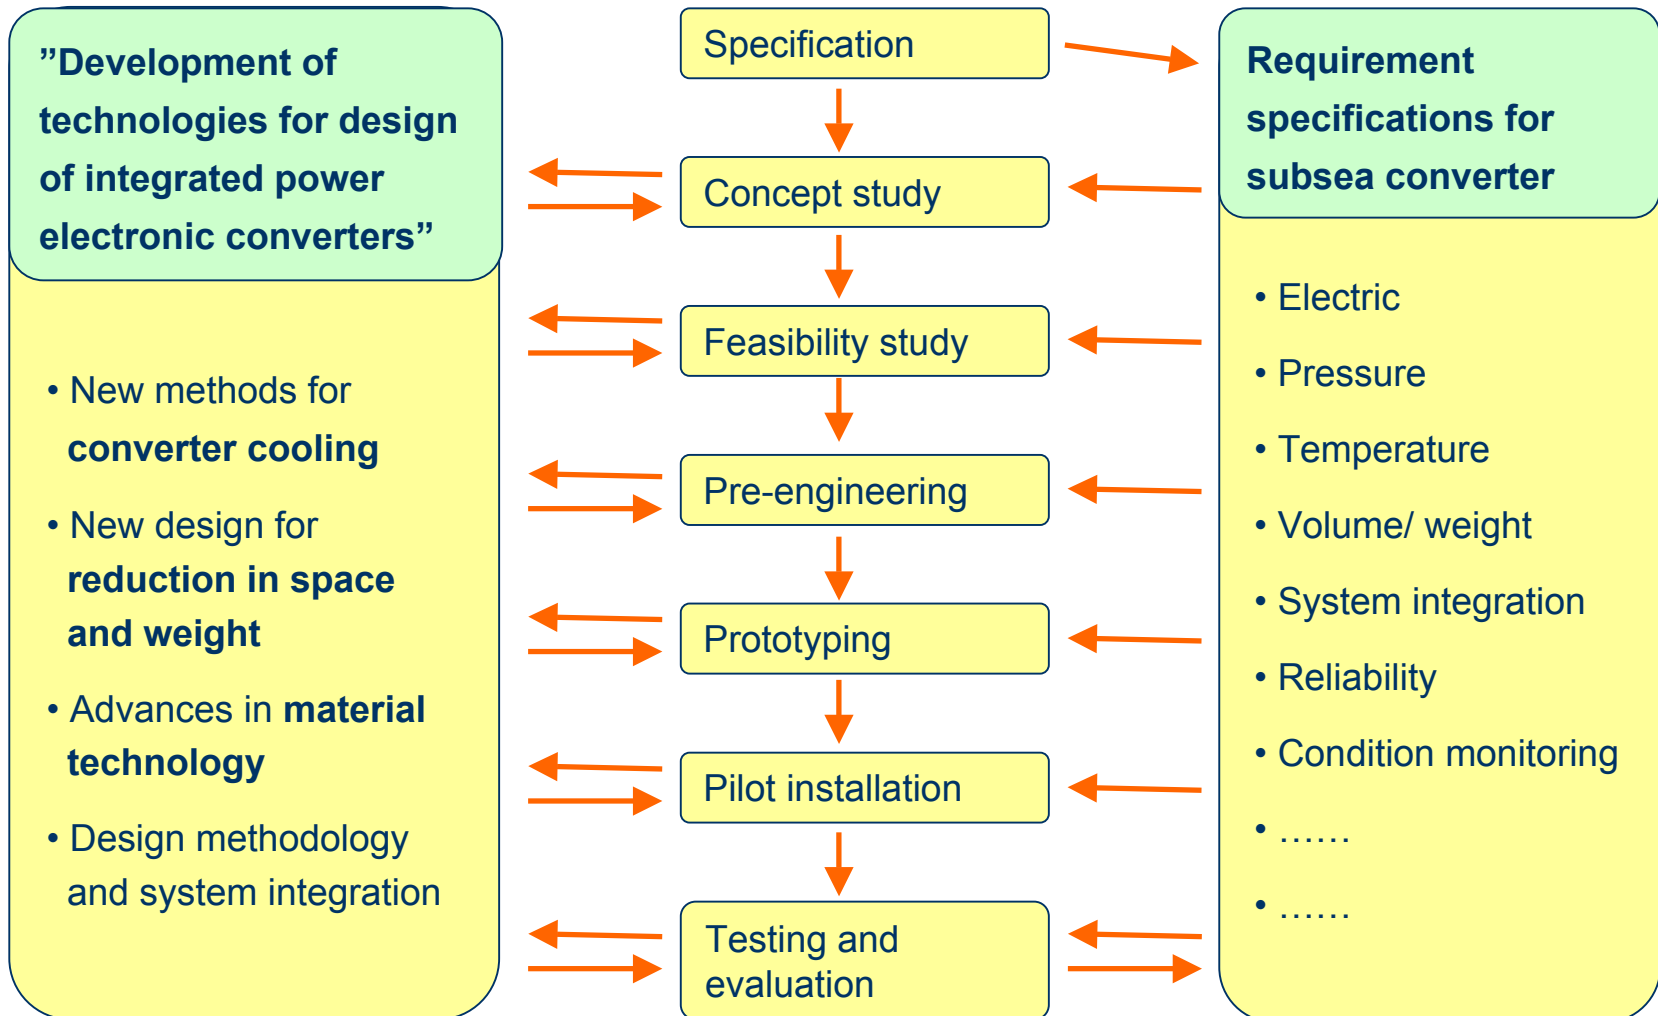 ”Development of
technologies for design
of integrated power
electronic converters”
• New methods for
converter cooling
• New design for
reduction in space
and weight
• Advances in material
technology
• Design methodology
and system integration
Specification
Concept study
Feasibility study
Pre-engineering
Prototyping
Pilot installation
Testing and
evaluation
Requirement
specifications for
subsea converter
• Electric
• Pressure
• Temperature
• Volume/ weight
• System integration
• Reliability
• Condition monitoring
• ……
• ……